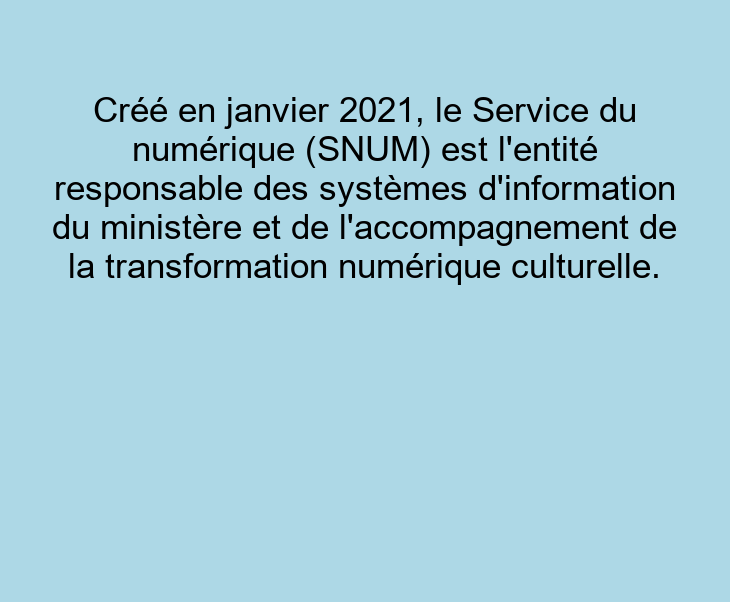 Créé en janvier 2021, le Service du
numérique (SNUM) est l'entité
responsable des systèmes d'information
du ministère et de l'accompagnement de
la transformation numérique culturelle.